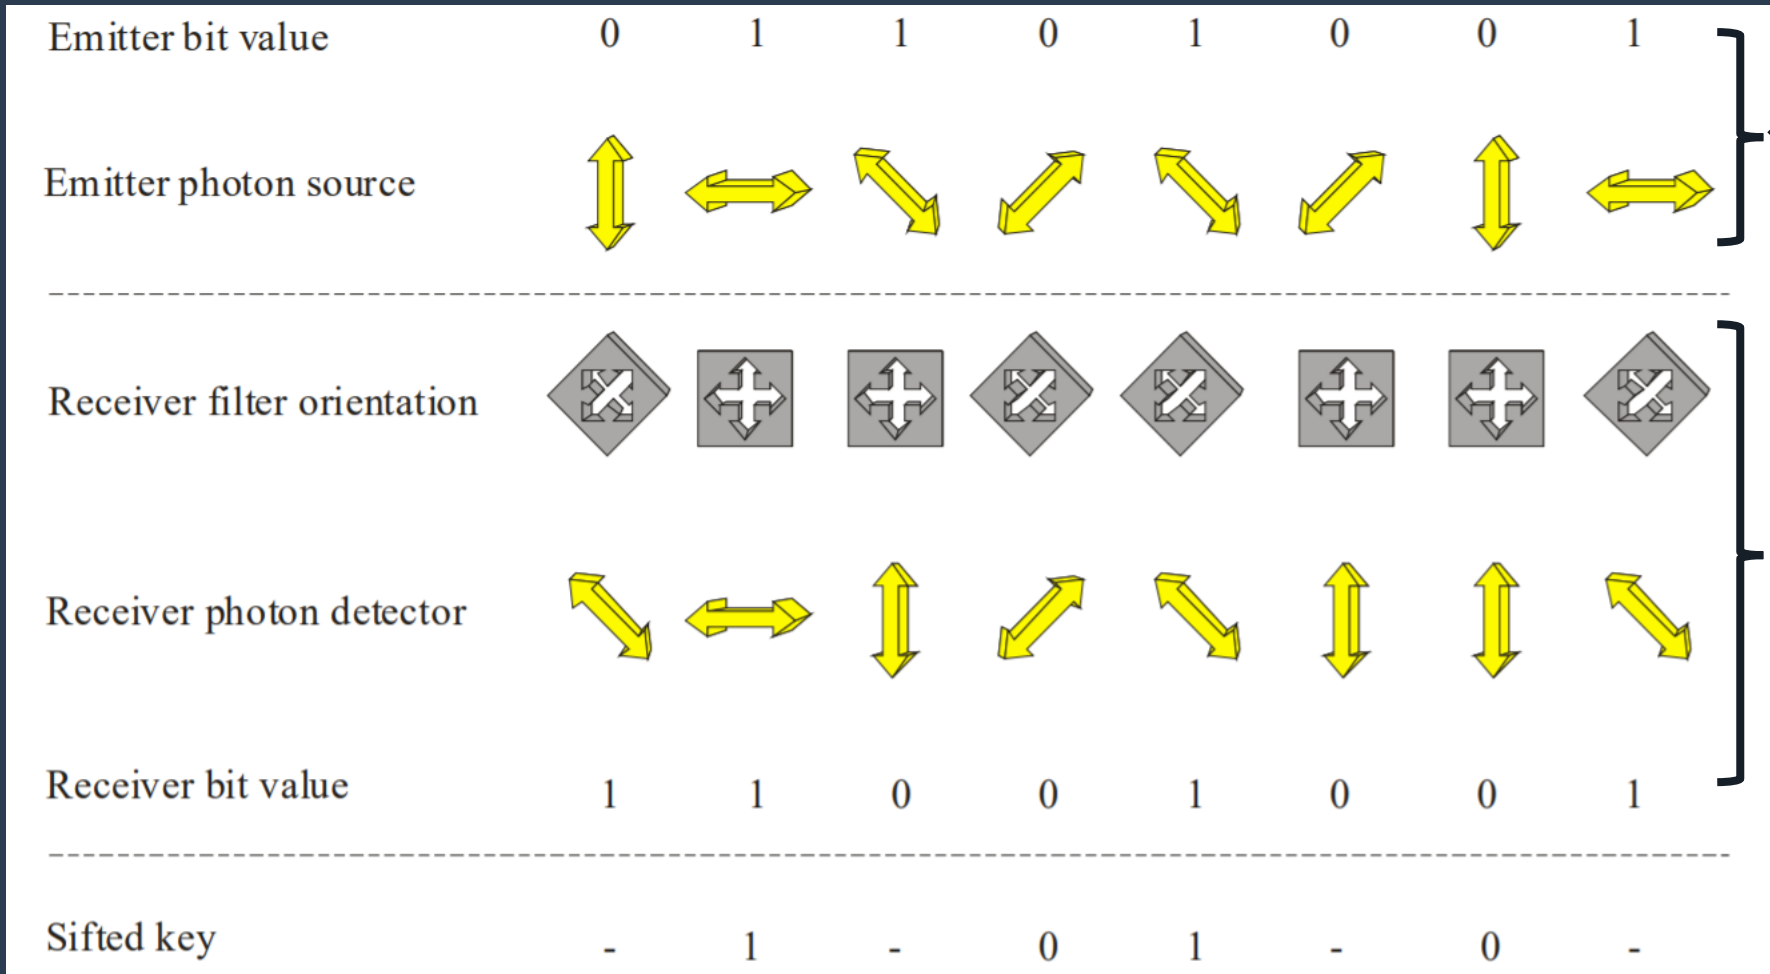 Emitter bit value 0 1 1 0 1 0 0 1
Emitter photon source
Receiver filter orientation
Receiver photon detector
Receiver bit value 1 1 0 0 1 0 0 1
Sifted key - 1 - 0 1 - 0 -